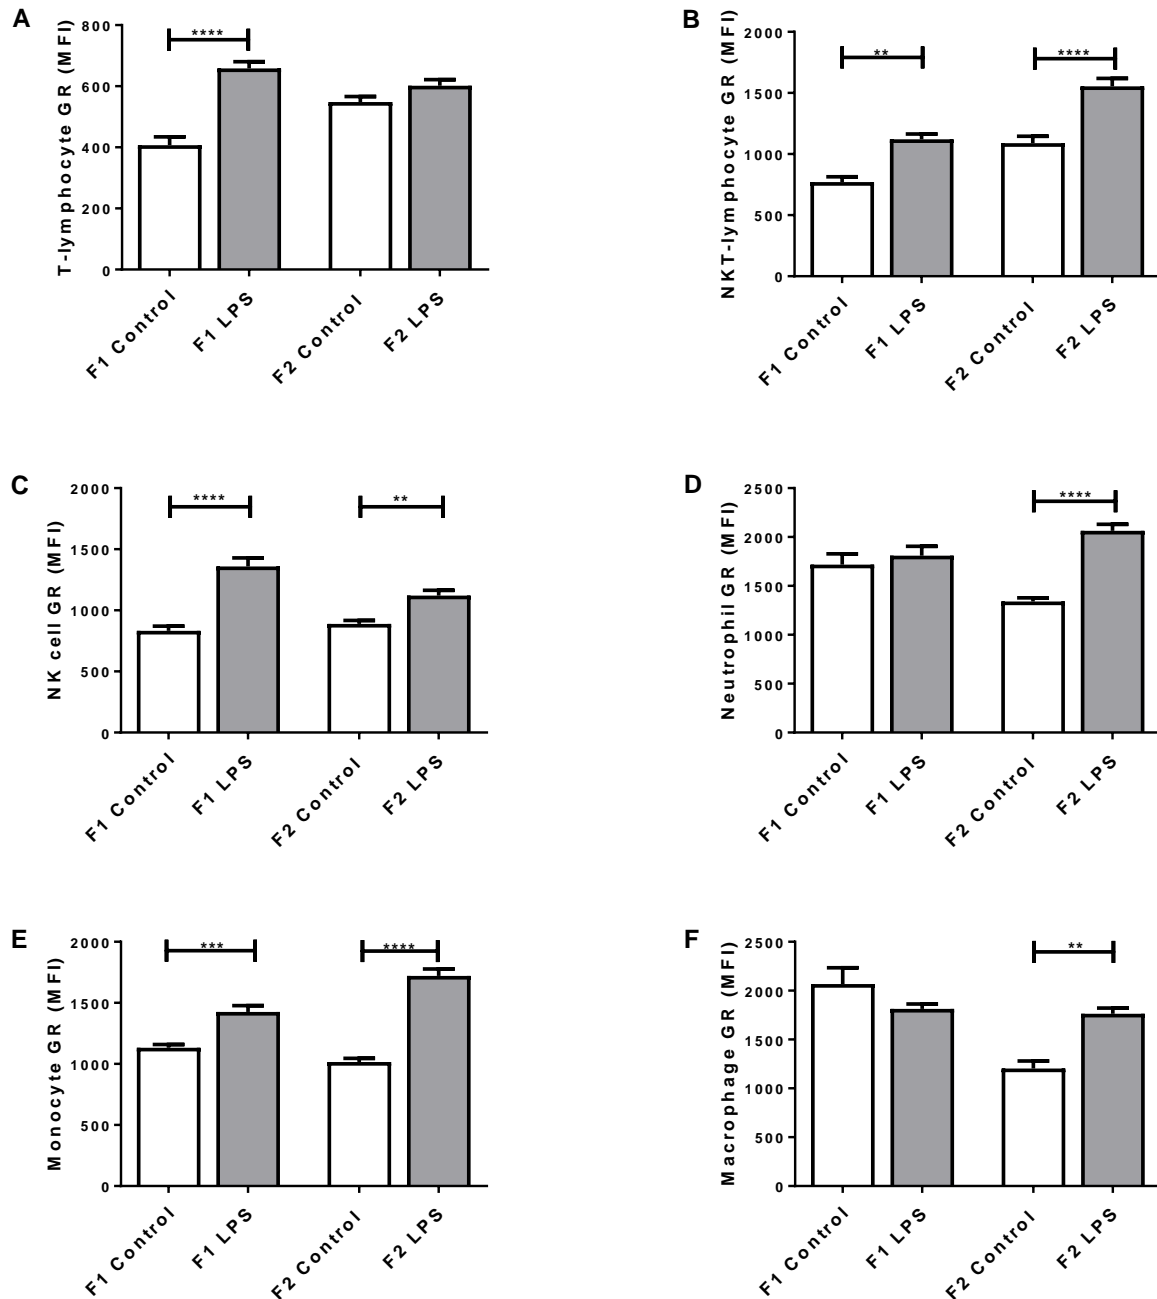 A
T-lymphocyte GR (MFI)
800
600
400
200
0
****
F1 Control
F1 LPS
F2 Control
F2 LPS
B
NKT-lymphocyte GR (MFI)
2000
1500
1000
500
0
**
****
F1 Control
F1 LPS
F2 Control
F2 LPS
C
NK cell GR (MFI)
2000
1500
1000
500
0
****
**
F1 Control
F1 LPS
F2 Control
F2 LPS
D
Neutrophil GR (MFI)
2500
2000
1500
1000
500
0
****
F1 Control
F1 LPS
F2 Control
F2 LPS
E
Monocyte GR (MFI)
2000
1500
1000
500
0
***
****
F1 Control
F1 LPS
F2 Control
F2 LPS
F
Macrophage GR (MFI)
2500
2000
1500
1000
500
0
**
F1 Control
F1 LPS
F2 Control
F2 LPS